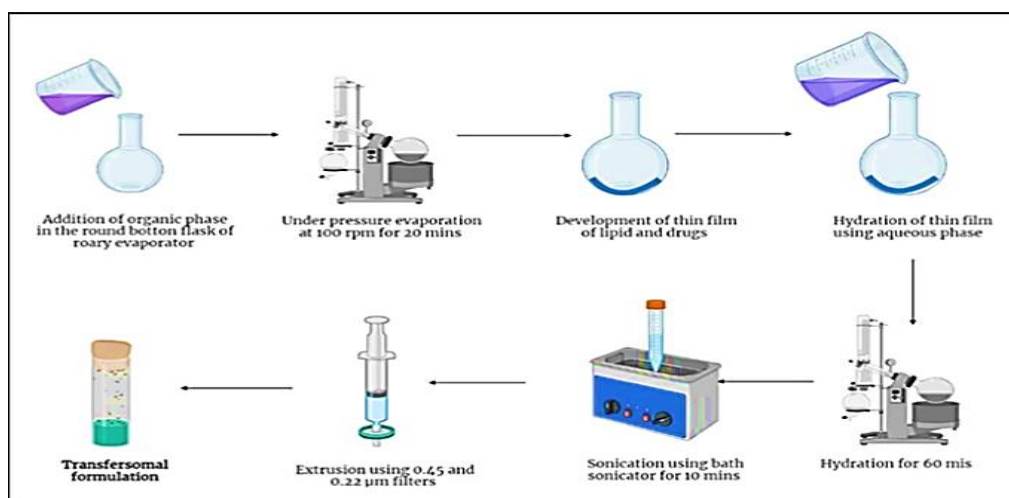 Addition of organic phase
in the round botton flask of
roary evaporator
Under pressure evaporation
at 100 rpm for 20 mins
Development of thin film
of lipid and drugs
Hydration of thin film
using aqueous phase
Transfersomal
formulation
Extrusion using 0.45 and
0.22 µm filters
Sonication using bath
sonicator for 10 mins
Hydration for 60 mis